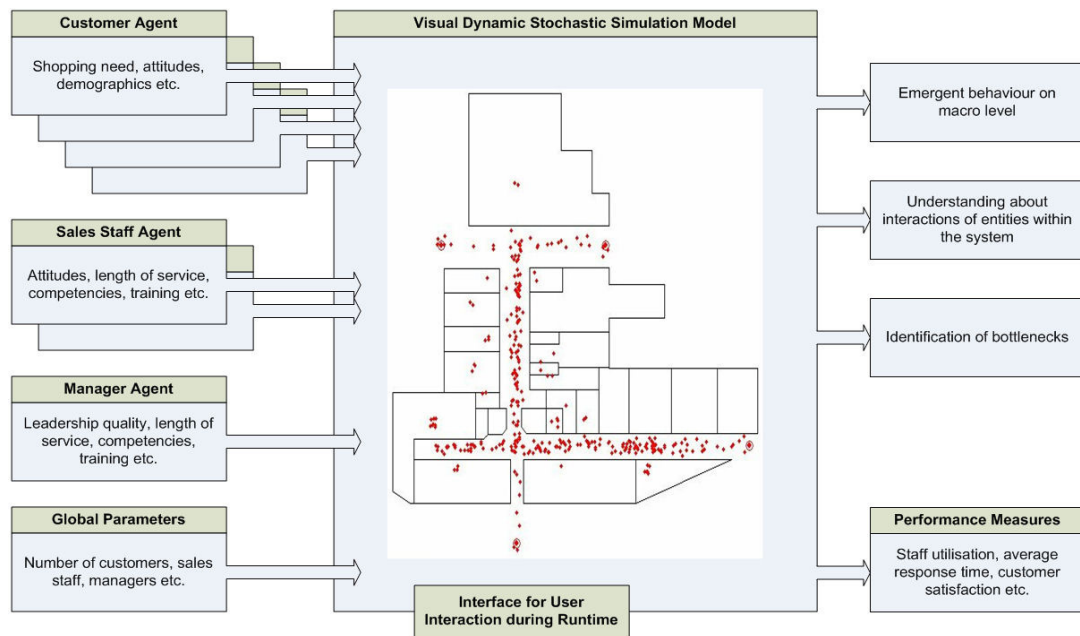 Customer Agent
Shopping need, attitudes,
demographics etc.
Sales Staff Agent
Attitudes, length of service,
competencies, training etc.
Manager Agent
Leadership quality, length of
service, competencies,
training etc.
Global Parameters
Number of customers, sales
staff, managers etc.
Visual Dynamic Stochastic Simulation Model
Interface for User
Interaction during Runtime
Emergent behaviour on
macro level
Understanding about
interactions of entities within
the system
Identification of bottlenecks
Performance Measures
Staff utilisation, average
response time, customer
satisfaction etc.